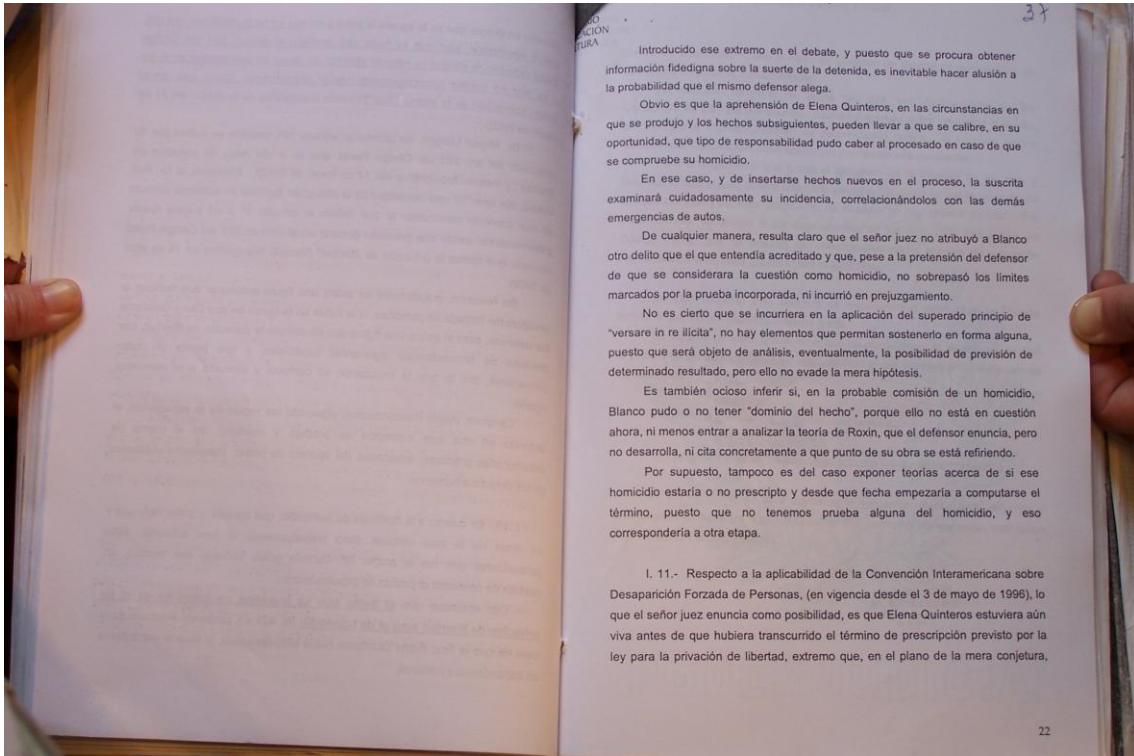 37
Introducido ese extremo en el debate, y puesto que se procura obtener
información fidedigna sobre la suerte de la detenida, es inevitable hacer alusión a
la probabilidad que el mismo defensor alega.
Obvio es que la aprehensión de Elena Quinteros, en las circunstancias en
que se produjo y los hechos subsiguientes, pueden llevar a que se calibre, en su
oportunidad, que tipo de responsabilidad pudo caber al procesado en caso de que
se compruebe su homicidio.
En ese caso, y de insertarse hechos nuevos en el proceso, la suscrita
examinará cuidadosamente su incidencia, correlacionándolos con las demás
emergencias de autos.
De cualquier manera, resulta claro que el señor juez no atribuyó a Blanco
otro delito que el que entendía acreditado y que, pese a la pretensión del defensor
de que se considerara la cuestión como homicidio, no sobrepasó los límites
marcados por la prueba incorporada, ni incurrió en prejuzgamiento.
No es cierto que se incurriera en la aplicación del superado principio de
“versare in re ilícita”, no hay elementos que permitan sostenerlo en forma alguna,
puesto que será objeto de análisis, eventualmente, la posibilidad de previsión de
determinado resultado, pero ello no evade la mera hipótesis.
Es también ocioso inferir si, en la probable comisión de un homicidio,
Blanco pudo o no tener “dominio del hecho”, porque ello no está en cuestión
ahora, ni menos entrar a analizar la teoría de Roxin, que el defensor enuncia, pero
no desarrolla, ni cita concretamente a que punto de su obra se está refiriendo.
Por supuesto, tampoco es del caso exponer teorías acerca de si ese
homicidio estaría o no prescripto y desde que fecha empezaría a computarse el
término, puesto que no tenemos prueba alguna del homicidio, y eso
correspondería a otra etapa.
I. 11.- Respecto a la aplicabilidad de la Convención Interamericana sobre
Desaparición Forzada de Personas, (en vigencia desde el 3 de mayo de 1996), lo
que el señor juez enuncia como posibilidad, es que Elena Quinteros estuviera aún
viva antes de que hubiera transcurrido el término de prescripción previsto por la
ley para la privación de libertad, extremo que, en el plano de la mera conjetura,
22